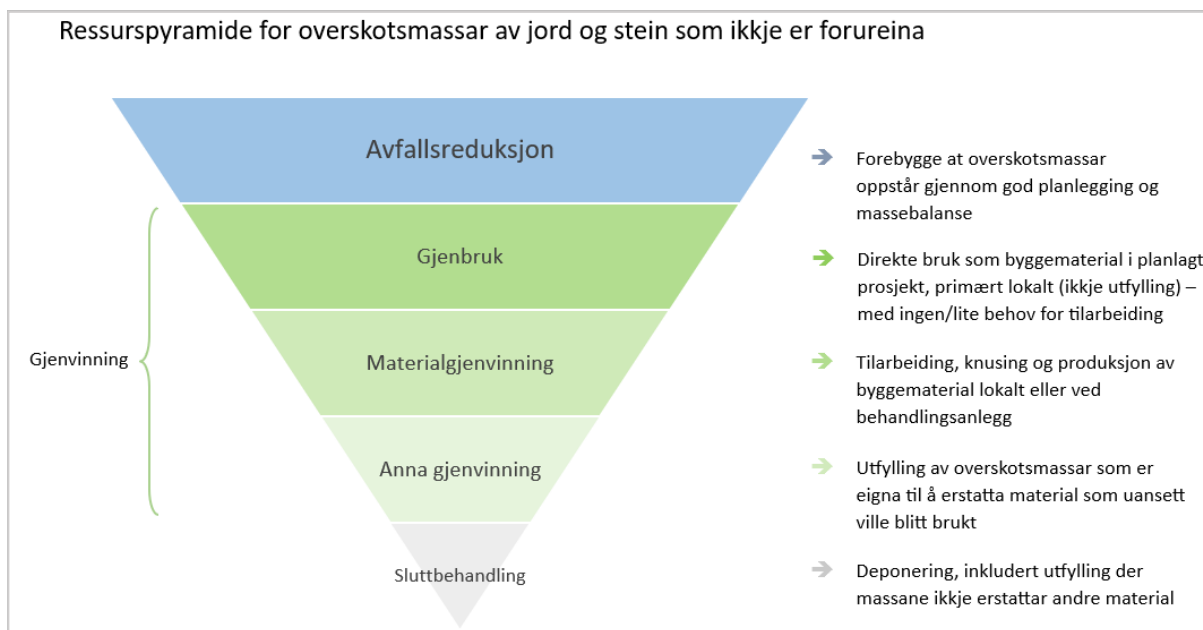 Ressurspyramide for overskotsmassar av jord og stein som ikkje er forureina
Avfallsreduksjon
Forebygge at overskotsmassar
oppstår gjennom god planlegging og
massebalanse
Gjenbruk
Direkte bruk som byggematerial i planlagt
prosjekt, primært lokalt (ikkje utfylling) –
med ingen/lite behov for tilarbeiding
Gjenvinning
Materialgjenvinning
Tilarbeiding, knusing og produksjon av
byggematerial lokalt eller ved
behandlingsanlegg
Anna gjenvinning
Utfylling av overskotsmassar som er
eigna til å erstatta material som uansett
ville blitt brukt
Sluttbehandling
Deponering, inkludert utfylling der
massane ikkje erstattar andre material